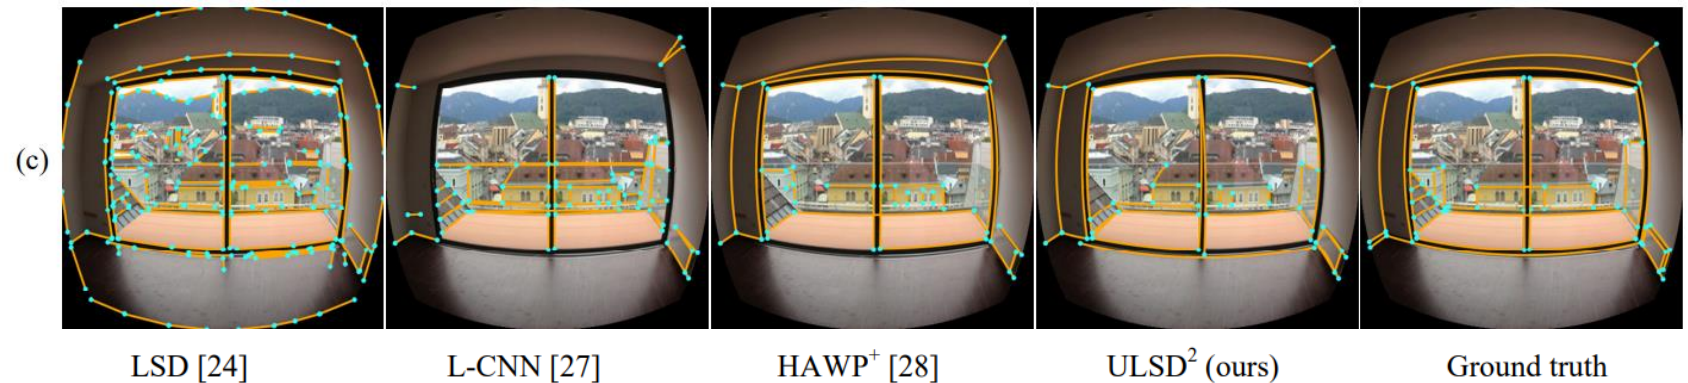 (c)
LSD [24]
L-CNN [27]
HAWP+ [28]
ULSD2 (ours)
Ground truth